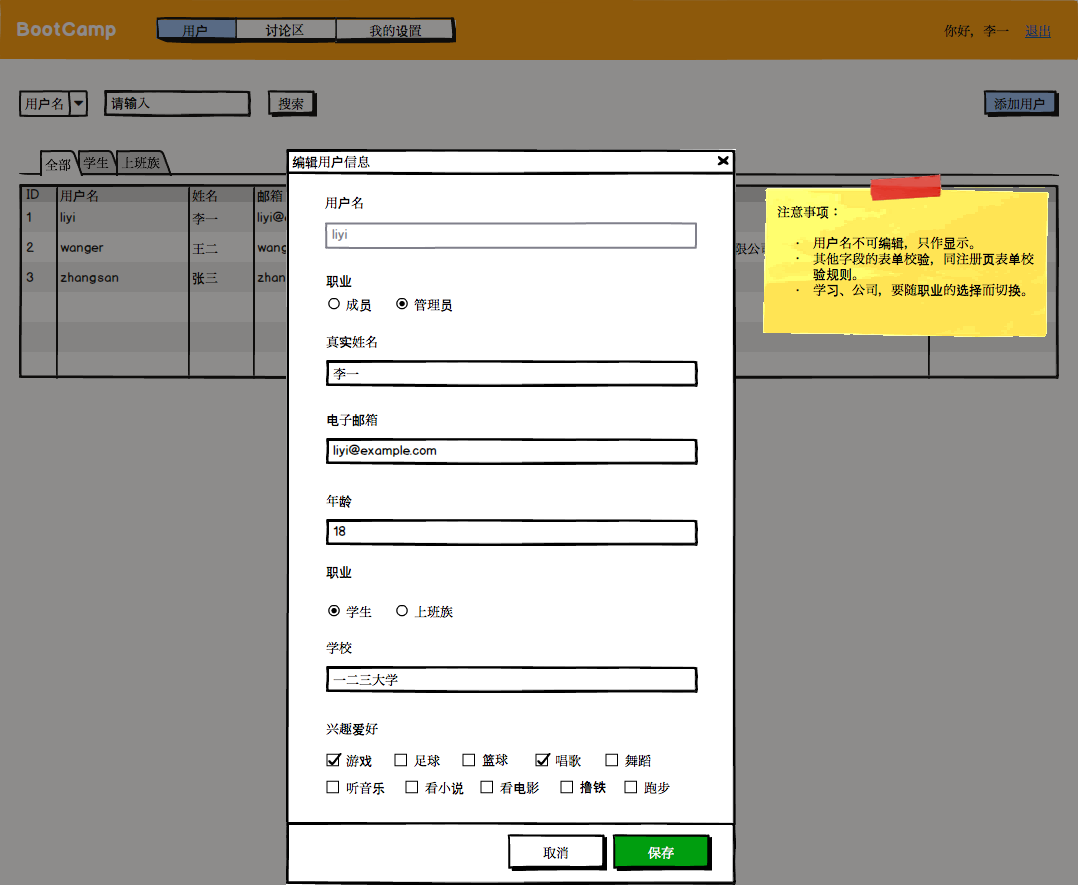 BootCamp 用户 讨论区 我的设置 你好，李一 退出
用户名 请输入 搜索 添加用户
全部 学生 上班族
编辑用户信息
ID 用户名 姓名 邮箱
1 liyi 李一 liyi@
2 wanger 王二 wang 限公司
3 zhangsan 张三 zhan
用户名
liyi
职业
成员 管理员
真实姓名
李一
电子邮箱
liyi@example.com
年龄
18
职业
学生 上班族
学校
一二三大学
兴趣爱好
游戏 足球 篮球 唱歌 舞蹈
听音乐 看小说 看电影 撸铁 跑步
取消 保存
注意事项：
· 用户名不可编辑，只作显示。
· 其他字段的表单校验，同注册页表单校
验规则。
· 学习、公司，要随职业的选择而切换。